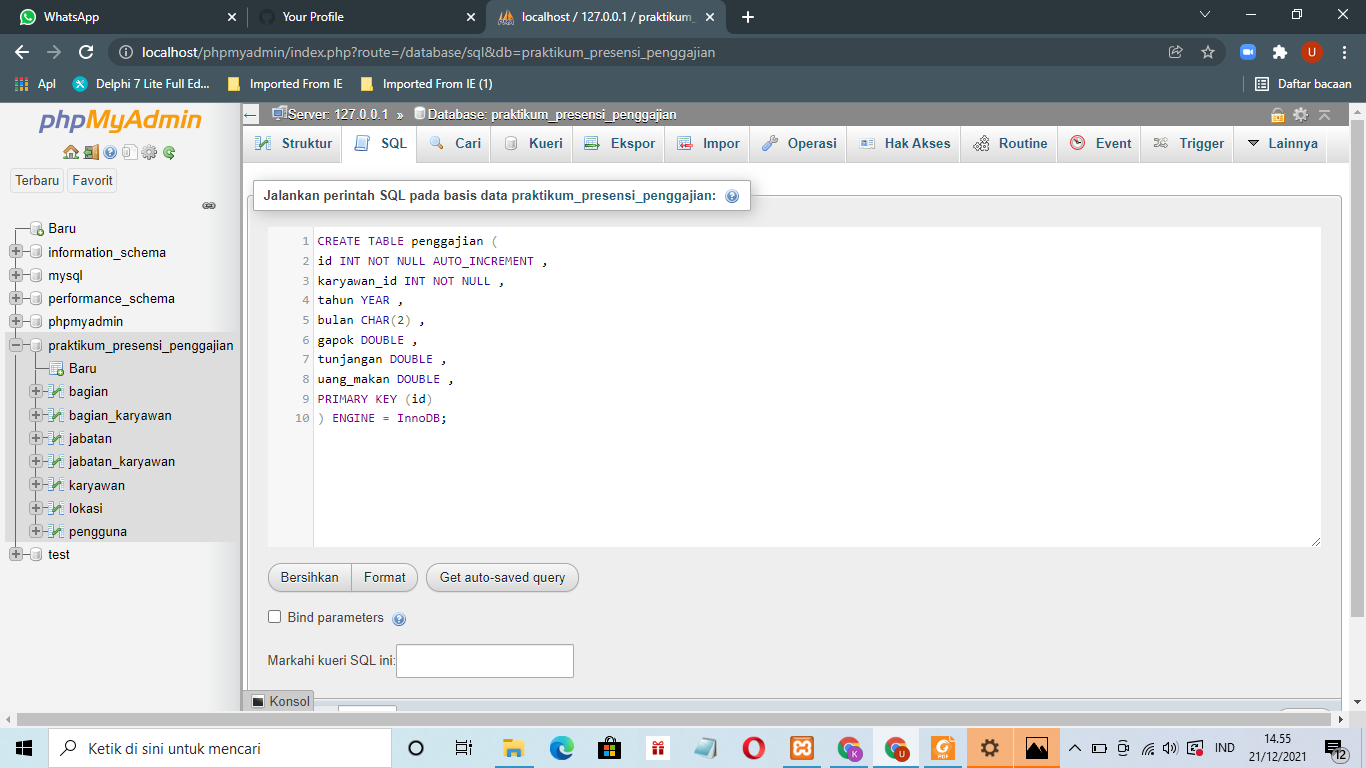 WhatsApp
Your Profile
localhost / 127.0.0.1 / praktikum_
localhost/phpmyadmin/index.php?route=/database/sql&db=praktikum_presensi_penggajian
U
Apl
Delphi 7 Lite Full Ed...
Imported From IE
Imported From IE (1)
Daftar bacaan
phpMyAdmin
Server: 127.0.0.1 » Database: praktikum_presensi_penggajian
Struktur
SQL
Cari
Kueri
Ekspor
Impor
Operasi
Hak Akses
Routine
Event
Trigger
Lainnya
Terbaru
Favorit
Baru
information_schema
mysql
performance_schema
phpmyadmin
praktikum_presensi_penggajian
Baru
bagian
bagian_karyawan
jabatan
jabatan_karyawan
karyawan
lokasi
pengguna
test
Jalankan perintah SQL pada basis data praktikum_presensi_penggajian:
1 CREATE TABLE penggajian (
2 id INT NOT NULL AUTO_INCREMENT ,
3 karyawan_id INT NOT NULL ,
4 tahun YEAR ,
5 bulan CHAR(2) ,
6 gapok DOUBLE ,
7 tunjangan DOUBLE ,
8 uang_makan DOUBLE ,
9 PRIMARY KEY (id)
10 ) ENGINE = InnoDB;
Bersihkan
Format
Get auto-saved query
Bind parameters
Markahi kueri SQL ini:
Konsol
Ketik di sini untuk mencari
K
U
PDF
IND
14.55
21/12/2021
12